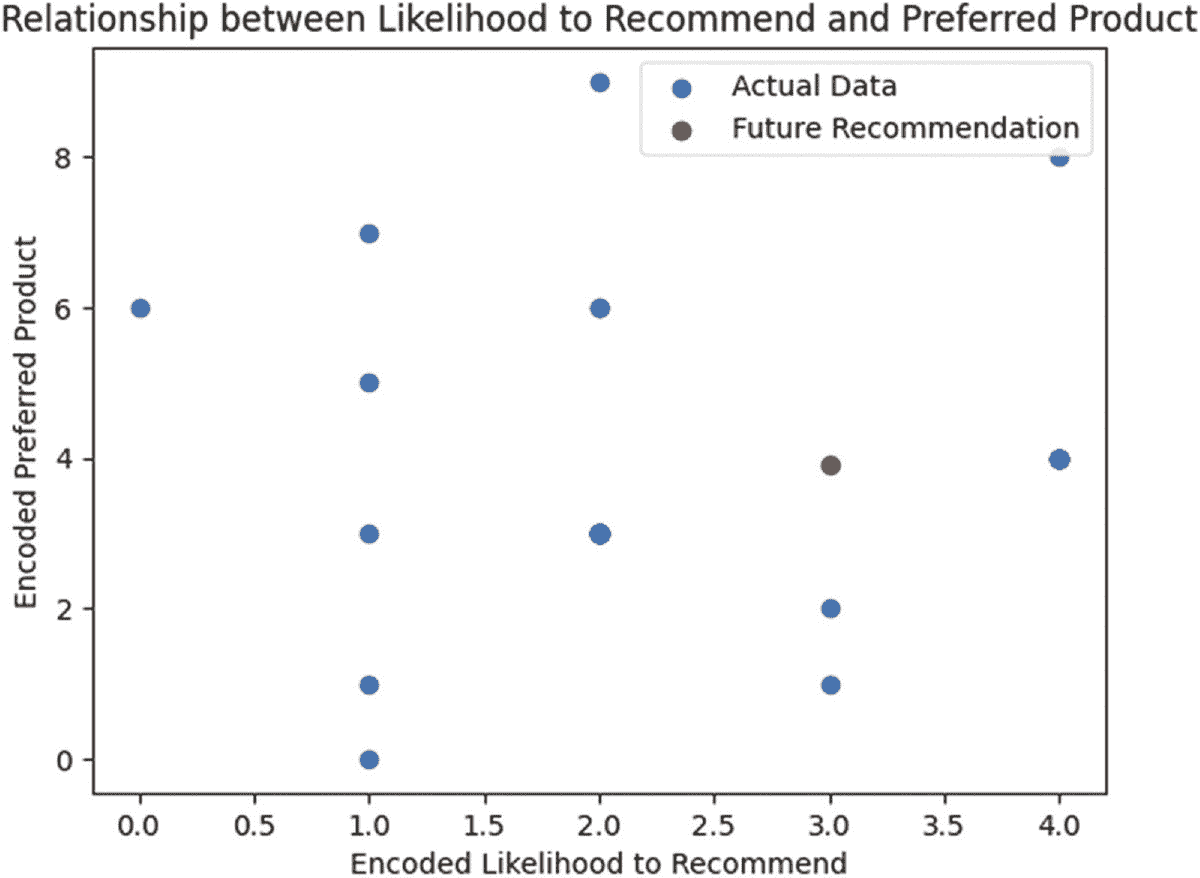 Relationship between Likelihood to Recommend and Preferred Product
Actual Data
Future Recommendation
Encoded Preferred Product
8
6
4
2
0
0.0 0.5 1.0 1.5 2.0 2.5 3.0 3.5 4.0
Encoded Likelihood to Recommend